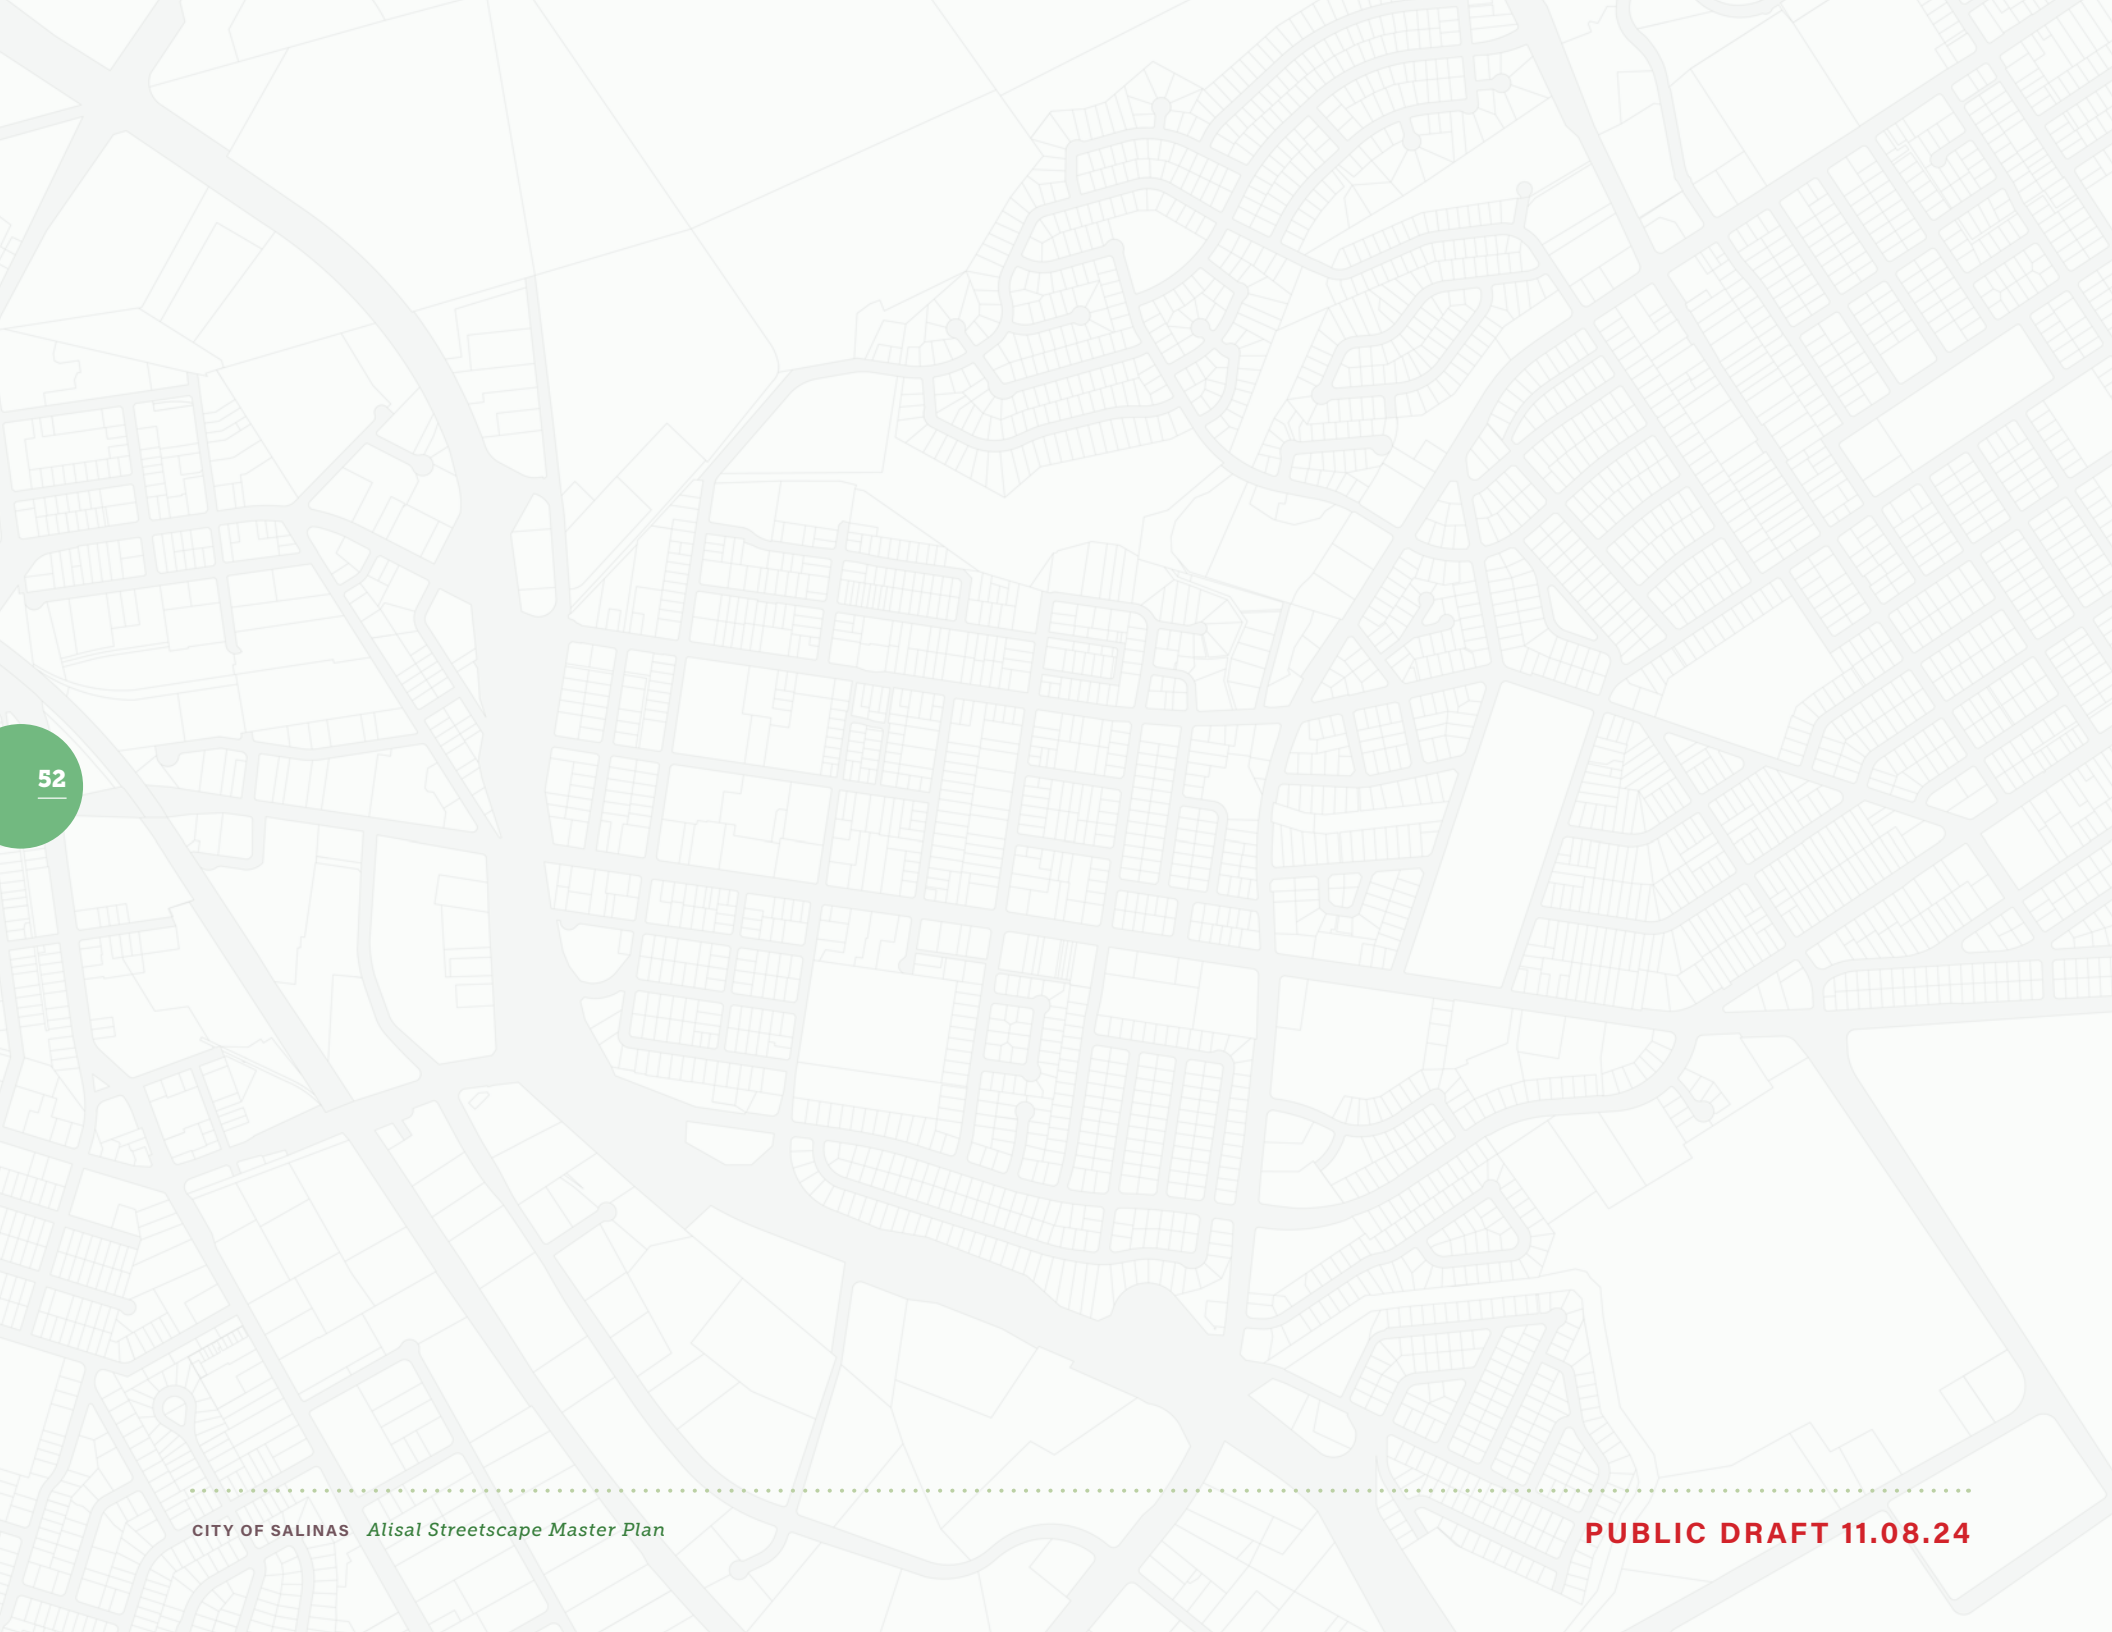 52
CITY OF SALINAS Alisal Streetscape Master Plan
PUBLIC DRAFT 11.08.24